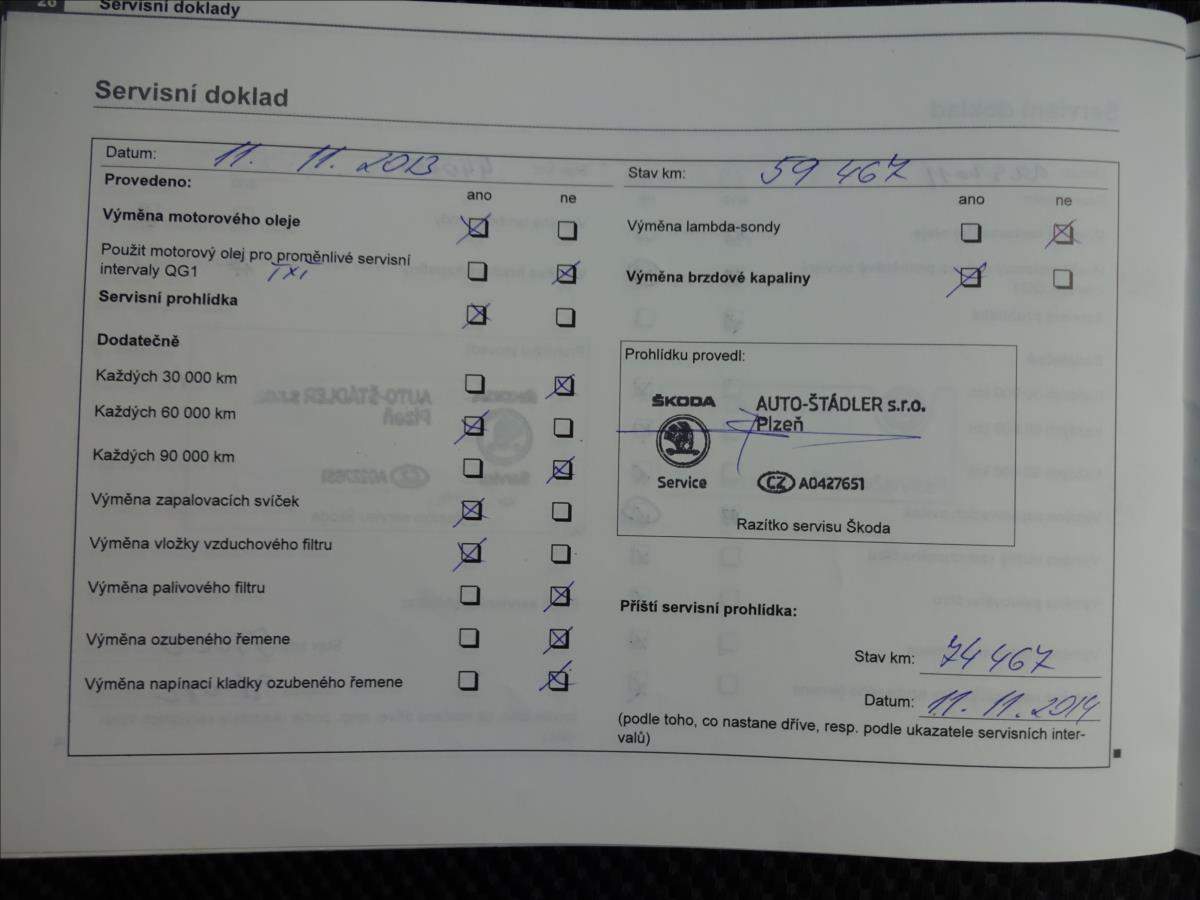 26 Servisní doklady
Servisní doklad
Datum: 11. 11. 2013
Stav km: 59 467
Provedeno:
ano ne
ano ne
Výměna motorového oleje
Použit motorový olej pro proměnlivé servisní
intervaly QG1 TXT
Servisní prohlídka
Dodatečně
Každých 30 000 km
Každých 60 000 km
Každých 90 000 km
Výměna zapalovacích svíček
Výměna vložky vzduchového filtru
Výměna palivového filtru
Výměna ozubeného řemene
Výměna napínací kladky ozubeného řemene
Výměna lambda-sondy
Výměna brzdové kapaliny
Prohlídku provedl:
ŠKODA
Service
AUTO-ŠTÁDLER s.r.o.
Plzeň
CZ A0427651
Razítko servisu Škoda
Příští servisní prohlídka:
Stav km: 74 467
Datum: 11. 11. 2014
(podle toho, co nastane dříve, resp. podle ukazatele servisních inter-
valů)